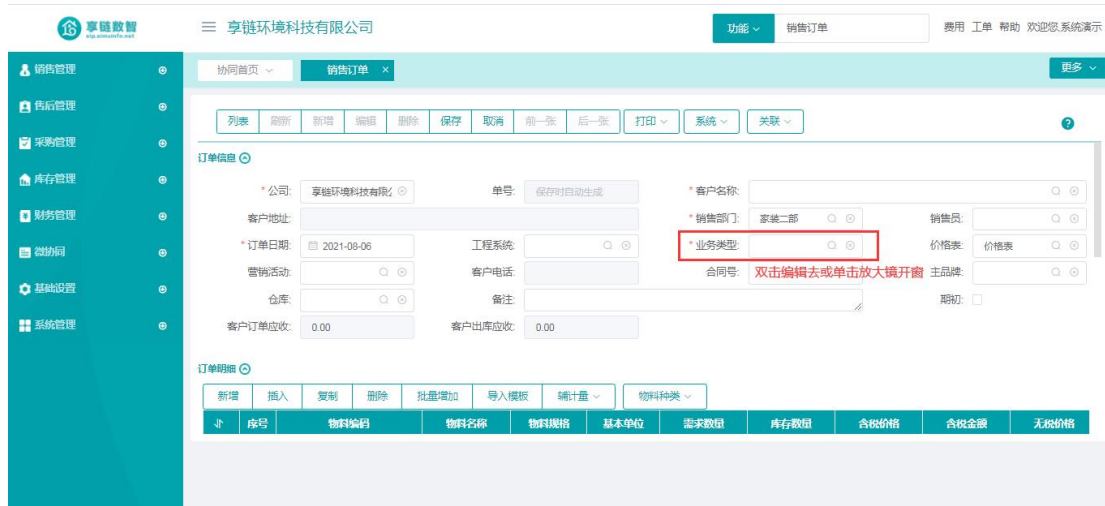 享链数智
erp.aimuinfo.net
享链环境科技有限公司
功能
销售订单
费用 工单 帮助 欢迎您,系统演示
销售管理
售后管理
采购管理
库存管理
财务管理
微协同
基础设置
系统管理
协同首页
销售订单 ×
更多
列表 刷新 新增 编辑 删除 保存 取消 前一张 后一张 打印 系统 关联
订单信息
* 公司: 享链环境科技有限公 单号: 保存时自动生成 * 客户名称:
客户地址: * 销售部门: 家装二部 销售员:
* 订单日期: 2021-08-06 工程系统: * 业务类型: 价格表: 价格表
营销活动: 客户电话: 合同号: 双击编辑去或单击放大镜开窗 主品牌:
仓库: 备注: 期初:
客户订单应收: 0.00 客户出库应收: 0.00
订单明细
新增 插入 复制 删除 批量增加 导入模板 辅计量 物料种类
序号 物料编码 物料名称 物料规格 基本单位 需求数量 库存数量 含税价格 含税金额 无税价格